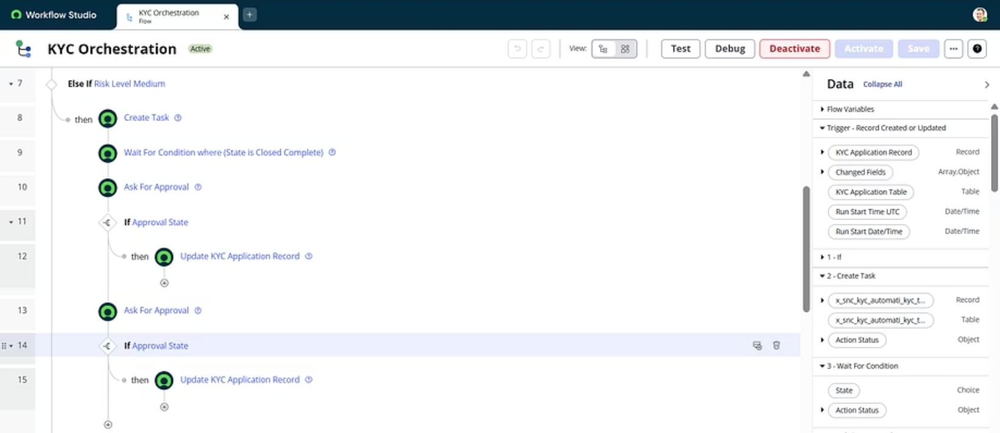 Workflow Studio
KYC Orchestration
Flow
KYC Orchestration
Active
View:
Test
Debug
Deactivate
Activate
Save
7 Else If Risk Level Medium
8 then Create Task
9 Wait For Condition where (State is Closed Complete)
10 Ask For Approval
11 If Approval State
12 then Update KYC Application Record
13 Ask For Approval
14 If Approval State
15 then Update KYC Application Record
Data Collapse All
Flow Variables
Trigger - Record Created or Updated
KYC Application Record Record
Changed Fields Array.Object
KYC Application Table Table
Run Start Time UTC Date/Time
Run Start Date/Time Date/Time
1 - If
2 - Create Task
x_snc_kyc_automati_kyc_t... Record
x_snc_kyc_automati_kyc_t... Table
Action Status Object
3 - Wait For Condition
State Choice
Action Status Object